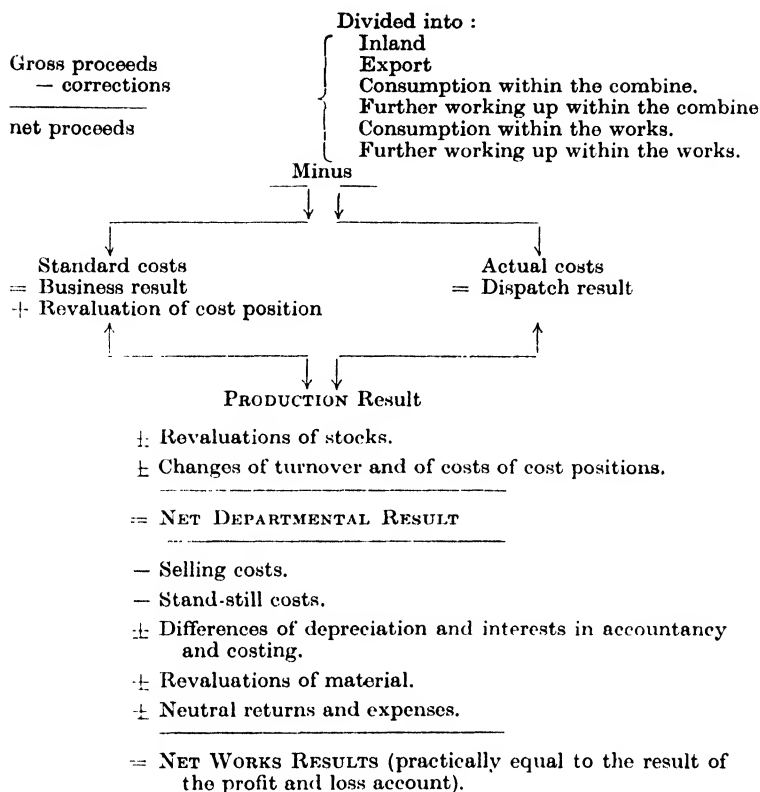 Divided into :
Gross proceeds
— corrections
net proceeds
Inland
Export
Consumption within the combine.
Further working up within the combine
Consumption within the works.
Further working up within the works.
Minus
Standard costs
= Business result
+ Revaluation of cost position
Actual costs
= Dispatch result
PRODUCTION Result
± Revaluations of stocks.
± Changes of turnover and of costs of cost positions.
= NET DEPARTMENTAL RESULT
— Selling costs.
— Stand-still costs.
± Differences of depreciation and interests in accountancy
and costing.
± Revaluations of material.
± Neutral returns and expenses.
= NET WORKS RESULTS (practically equal to the result of
the profit and loss account).